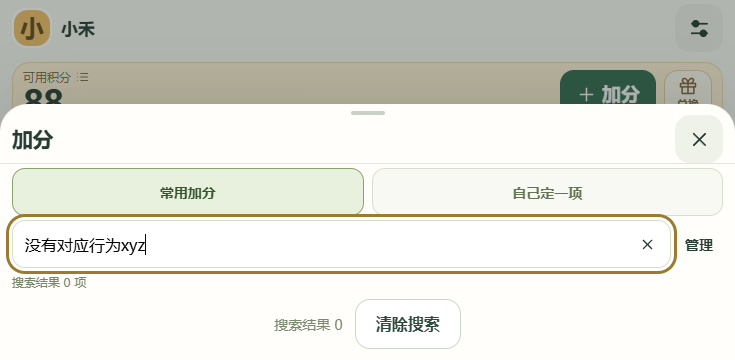 小 小禾
可用积分
88
+ 加分
兑换
加分
常用加分 自己定一项
没有对应行为xyz
管理
搜索结果 0 项
搜索结果 0 清除搜索